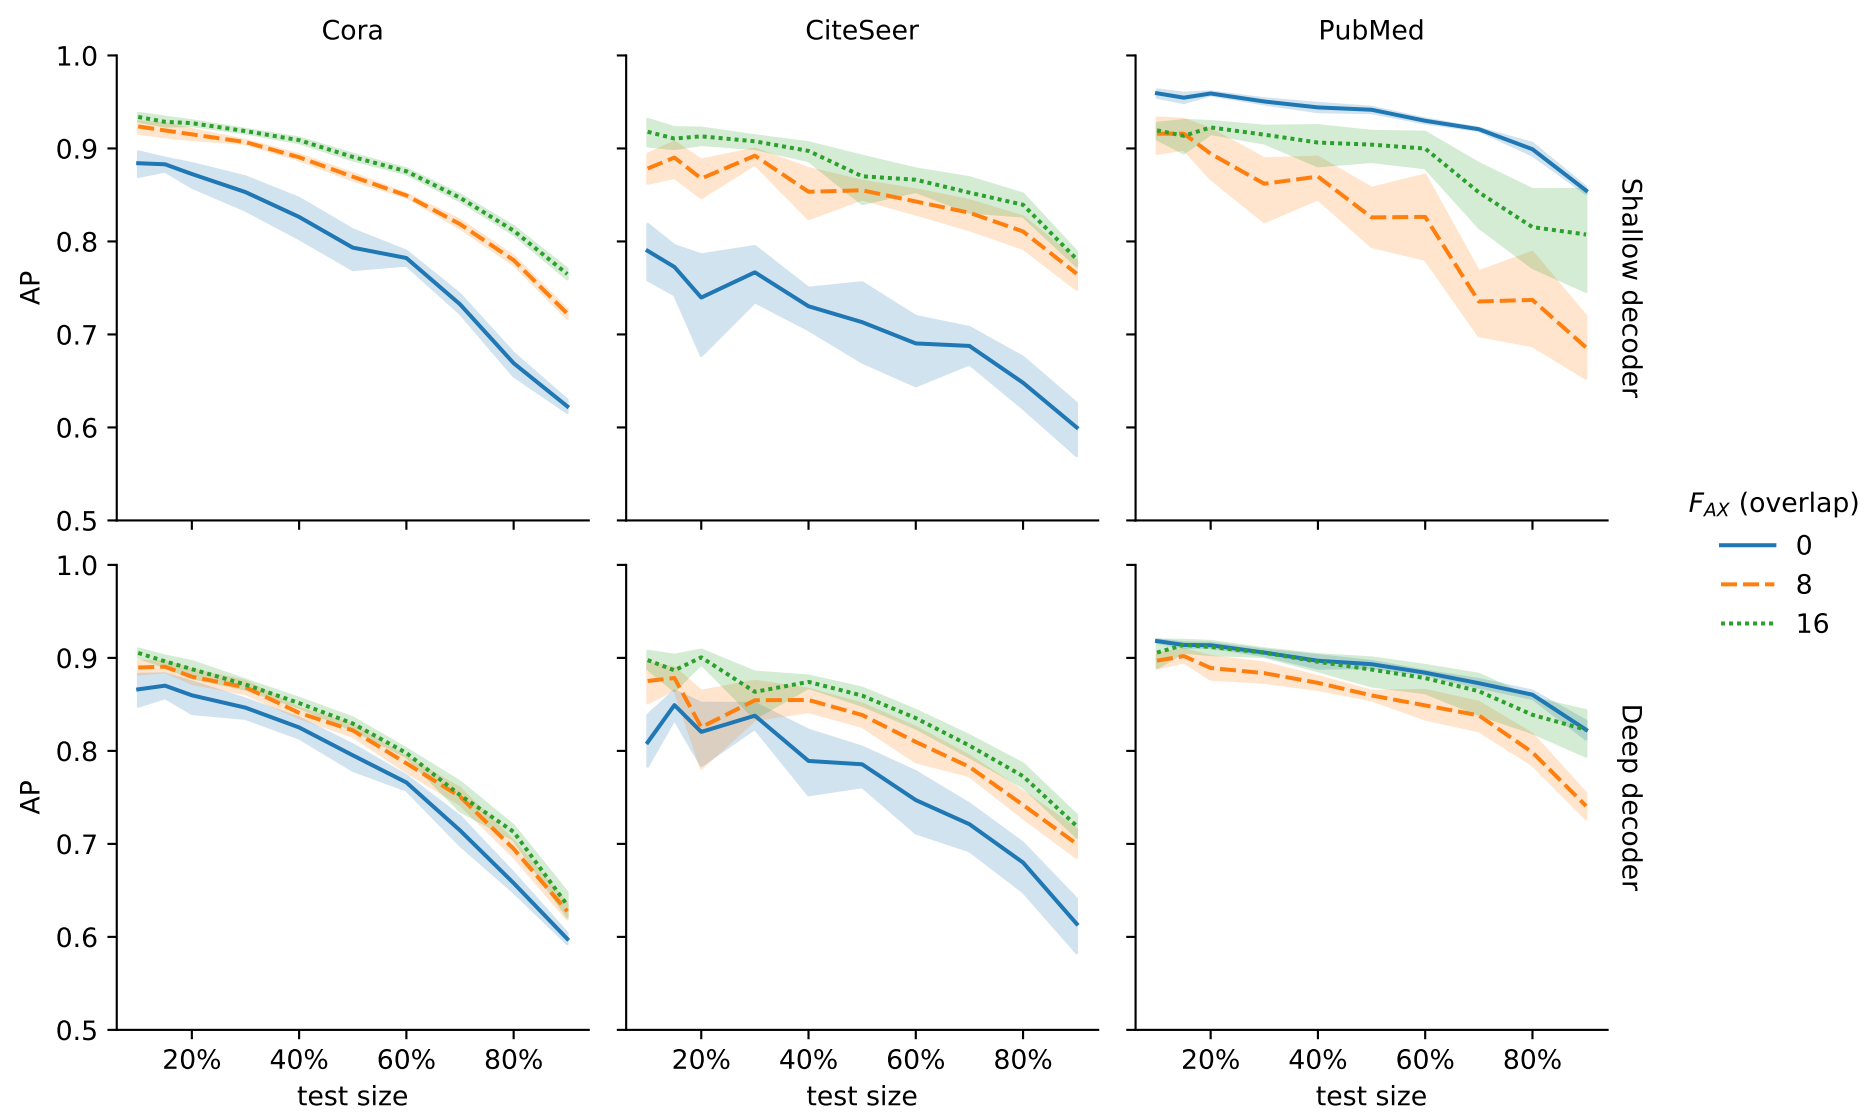 Cora CiteSeer PubMed
1.0
0.9
0.8
0.7
0.6
0.5
AP
Shallow decoder
1.0
0.9
0.8
0.7
0.6
0.5
AP
Deep decoder
20% 40% 60% 80% 20% 40% 60% 80% 20% 40% 60% 80%
test size test size test size
F_AX (overlap)
0
8
16